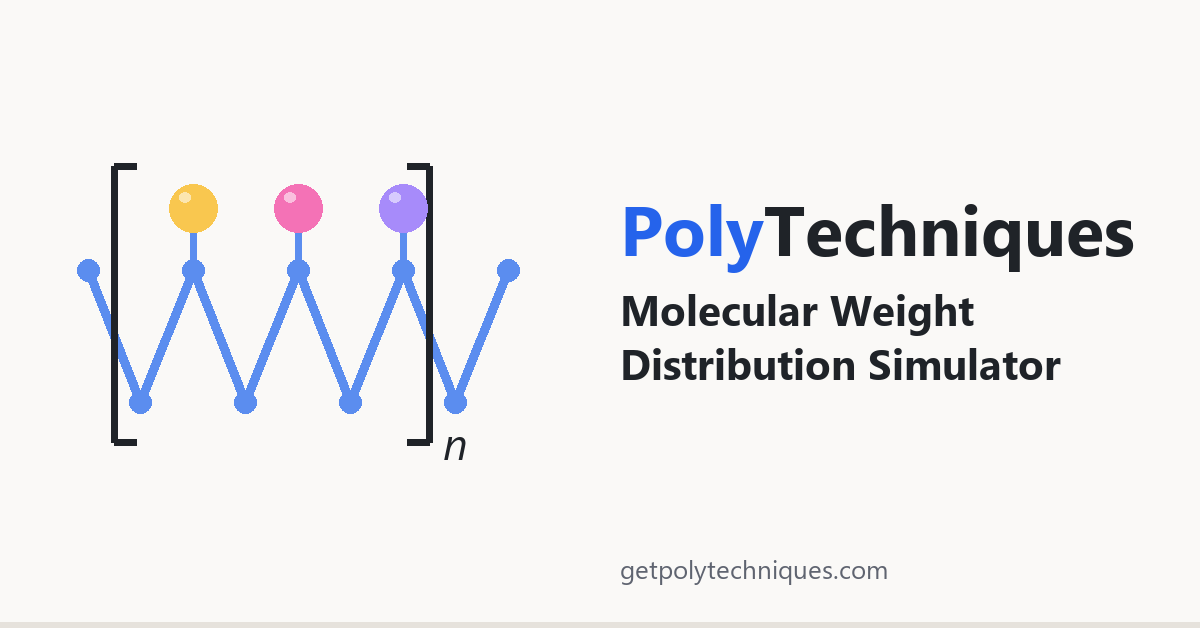 n
PolyTechniques
Molecular Weight
Distribution Simulator
getpolytechniques.com